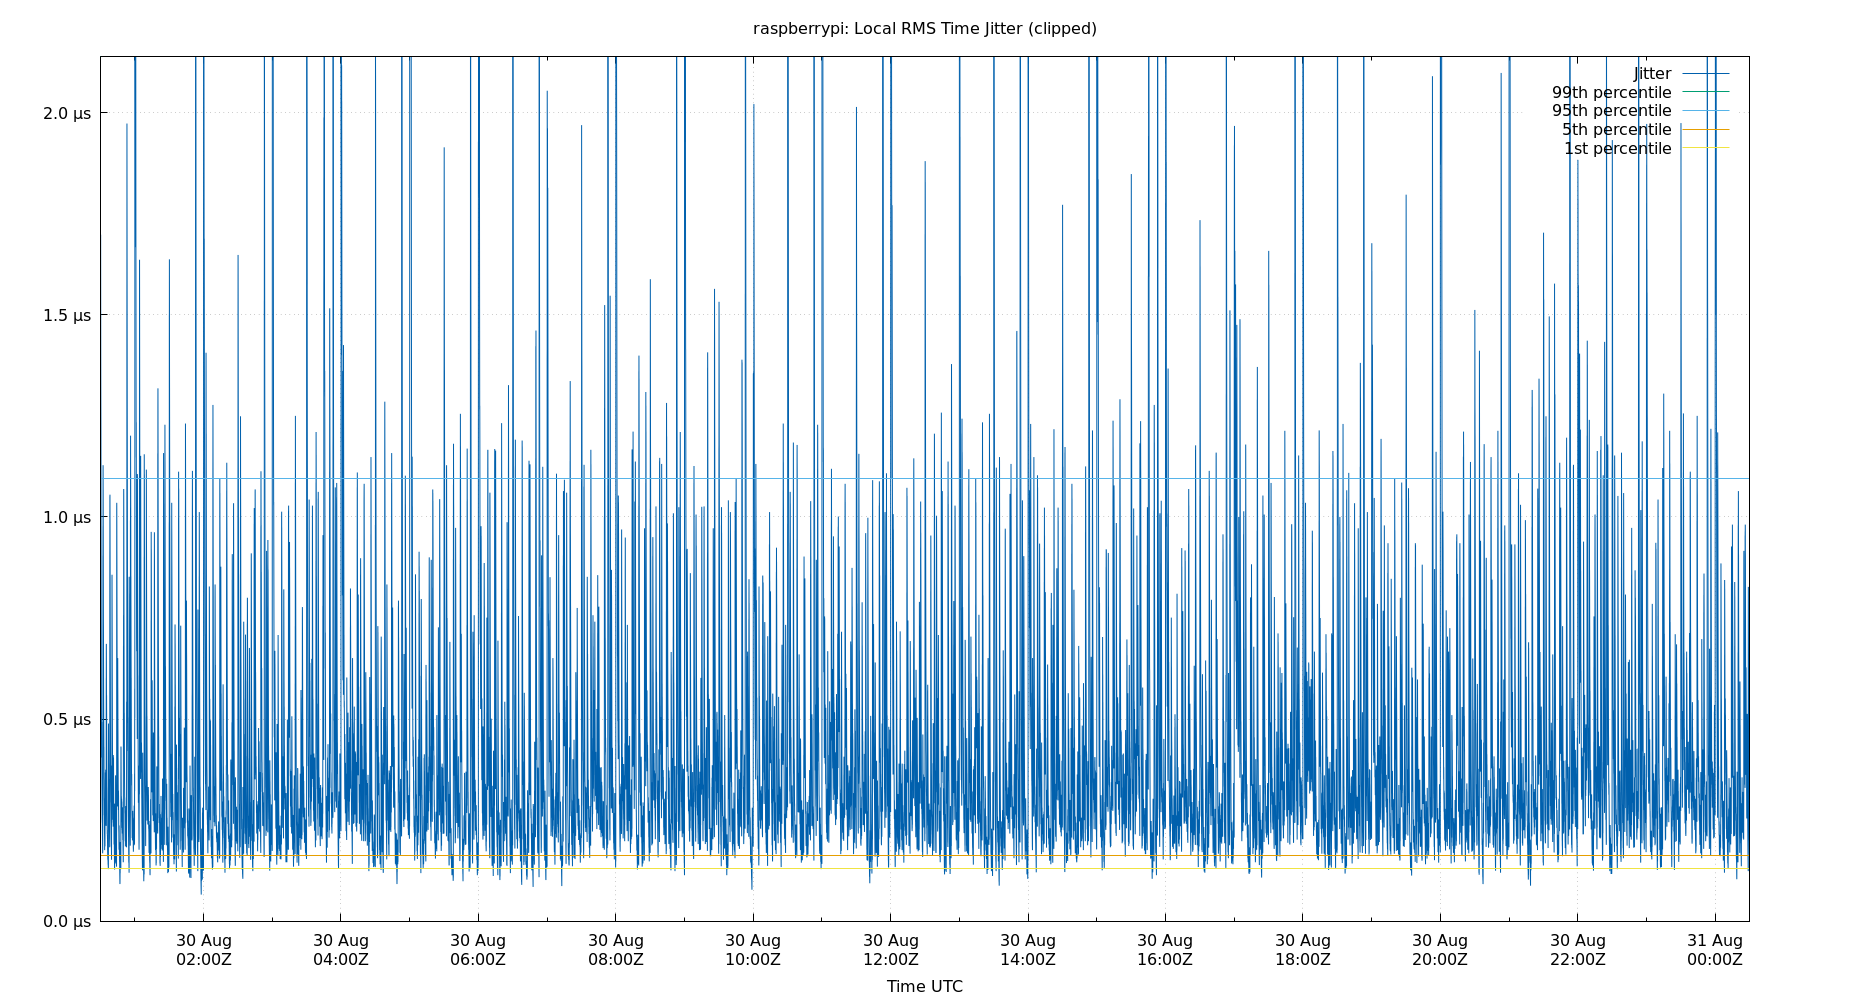 raspberrypi: Local RMS Time Jitter (clipped)
Jitter
99th percentile
95th percentile
5th percentile
1st percentile
2.0 µs
1.5 µs
1.0 µs
0.5 µs
0.0 µs
30 Aug 30 Aug 30 Aug 30 Aug 30 Aug 30 Aug 30 Aug 30 Aug 30 Aug 30 Aug 30 Aug 31 Aug
02:00Z 04:00Z 06:00Z 08:00Z 10:00Z 12:00Z 14:00Z 16:00Z 18:00Z 20:00Z 22:00Z 00:00Z
Time UTC